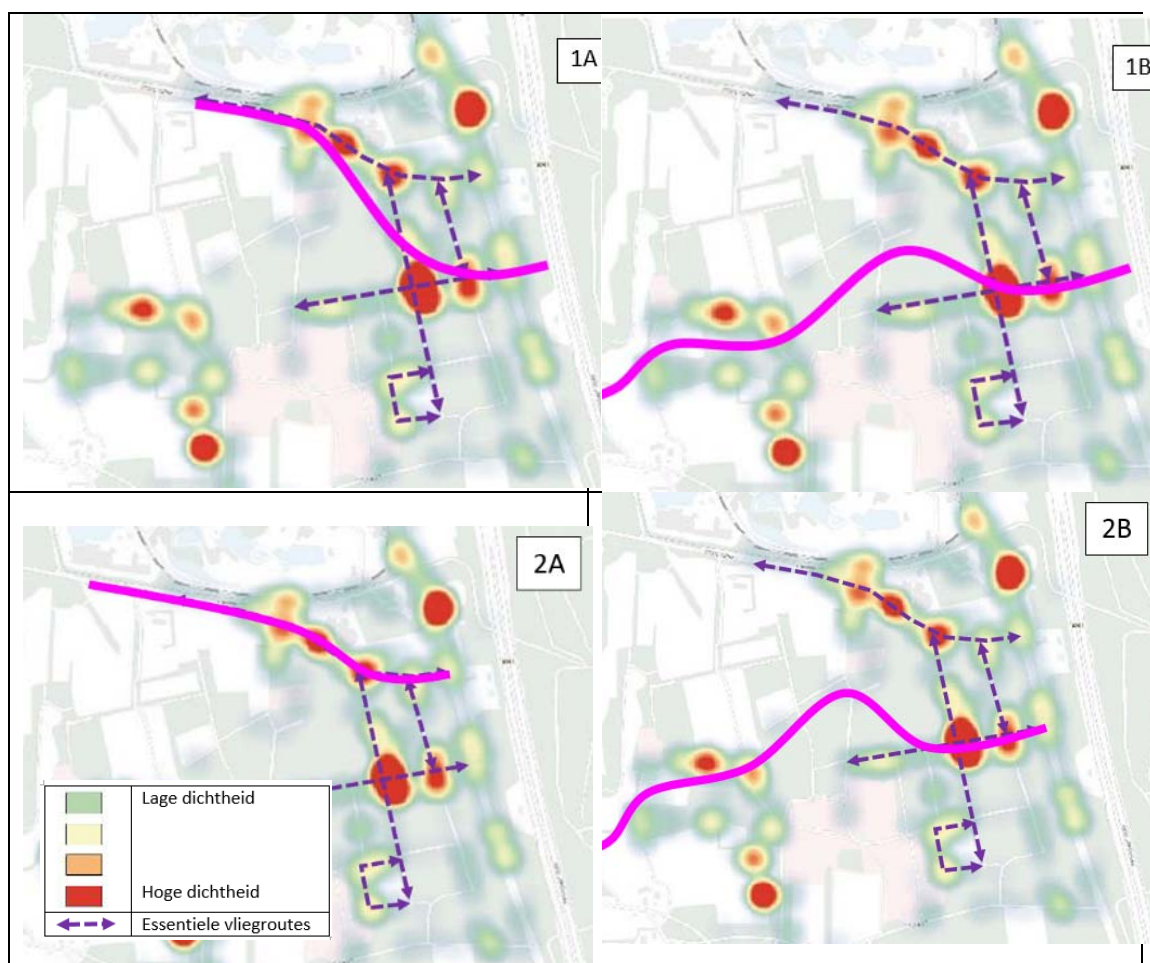 1A
1B
2A
2B
Lage dichtheid
Hoge dichtheid
Essentiele vliegroutes